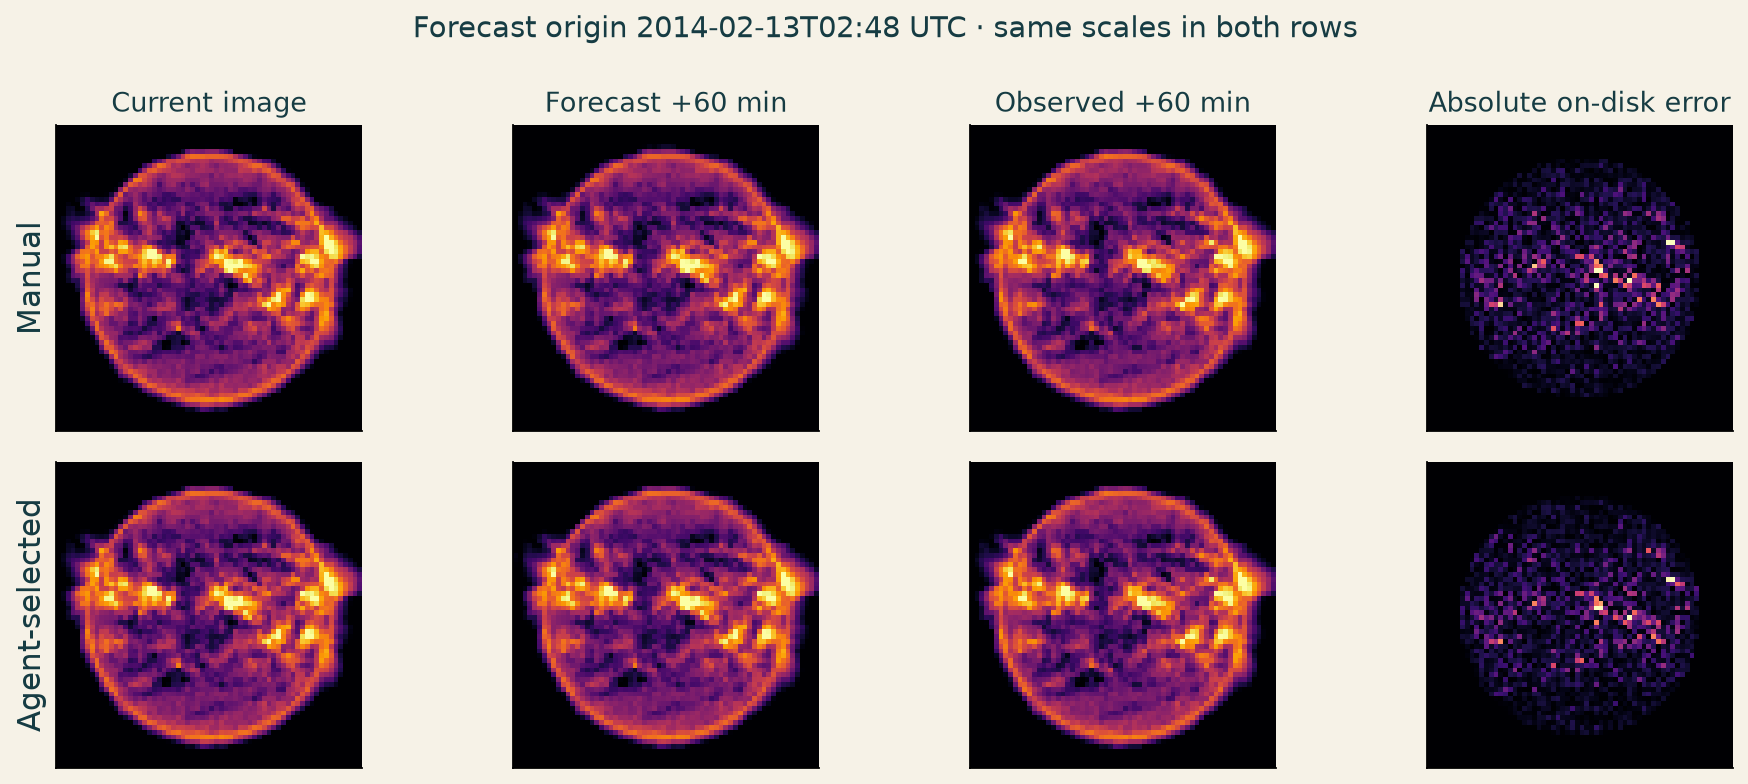 Forecast origin 2014-02-13T02:48 UTC · same scales in both rows
Current image
Forecast +60 min
Observed +60 min
Absolute on-disk error
Manual
Agent-selected